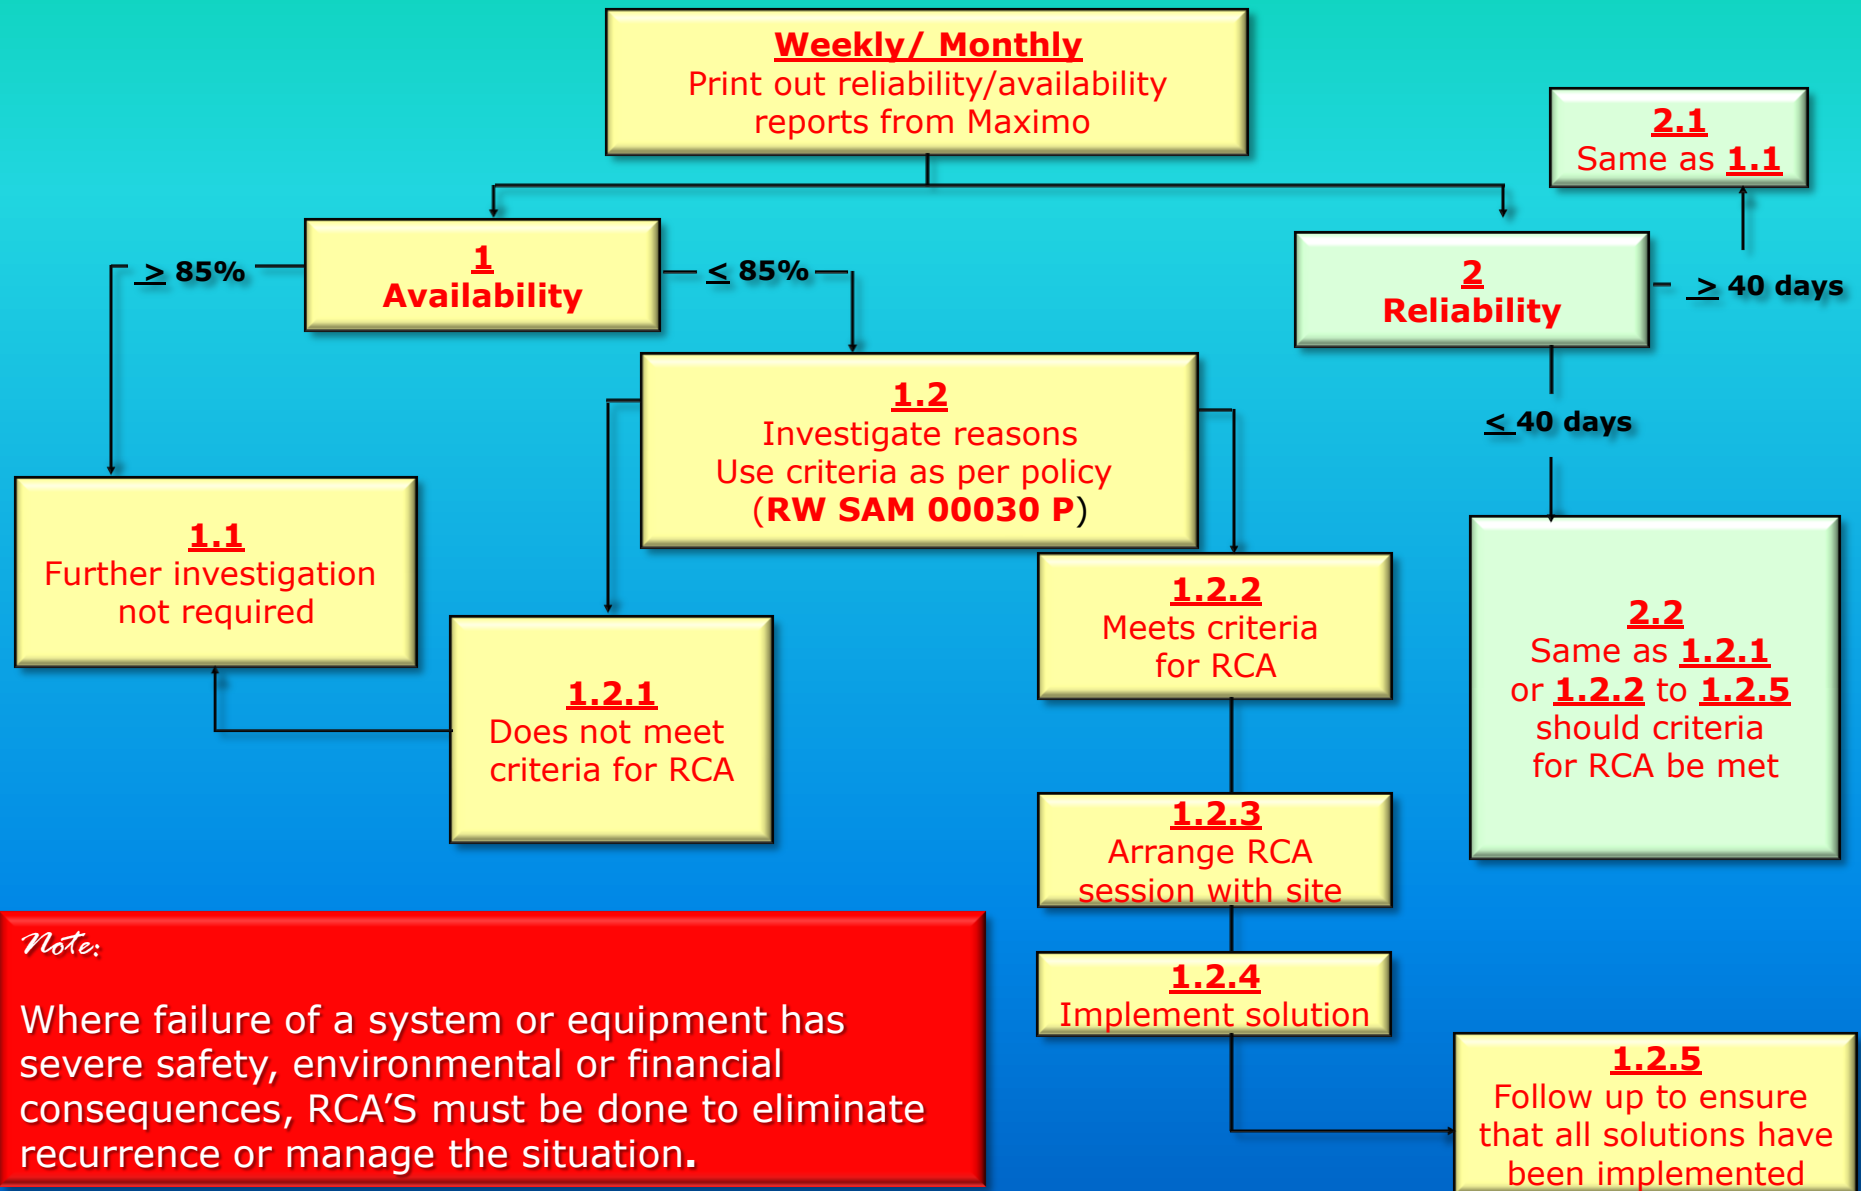 Weekly/ Monthly
Print out reliability/availability
reports from Maximo
2.1
Same as 1.1
1
Availability
≥ 85%
≤ 85%
2
Reliability
≥ 40 days
≤ 40 days
1.2
Investigate reasons
Use criteria as per policy
(RW SAM 00030 P)
1.1
Further investigation
not required
1.2.1
Does not meet
criteria for RCA
1.2.2
Meets criteria
for RCA
2.2
Same as 1.2.1
or 1.2.2 to 1.2.5
should criteria
for RCA be met
1.2.3
Arrange RCA
session with site
1.2.4
Implement solution
1.2.5
Follow up to ensure
that all solutions have
been implemented
Note:
Where failure of a system or equipment has
severe safety, environmental or financial
consequences, RCA’S must be done to eliminate
recurrence or manage the situation.